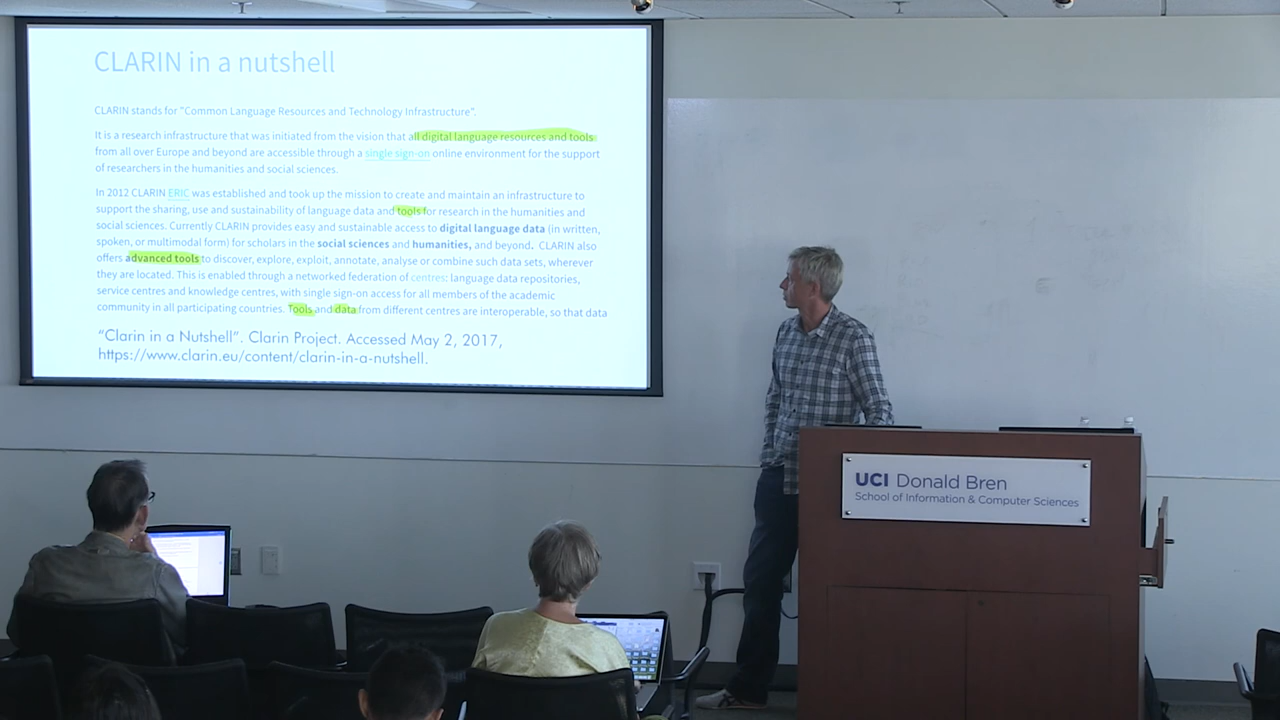 CLARIN in a nutshell
CLARIN stands for "Common Language Resources and Technology Infrastructure".
It is a research infrastructure that was initiated from the vision that all digital language resources and tools
from all over Europe and beyond are accessible through a single sign-on online environment for the support
of researchers in the humanities and social sciences.
In 2012 CLARIN ERIC was established and took up the mission to create and maintain an infrastructure to
support the sharing, use and sustainability of language data and tools for research in the humanities and
social sciences. Currently CLARIN provides easy and sustainable access to digital language data (in written,
spoken, or multimodal form) for scholars in the social sciences and humanities, and beyond. CLARIN also
offers advanced tools to discover, explore, exploit, annotate, analyse or combine such data sets, wherever
they are located. This is enabled through a networked federation of centres: language data repositories,
service centres and knowledge centres, with single sign-on access for all members of the academic
community in all participating countries. Tools and data from different centres are interoperable, so that data
"Clarin in a Nutshell". Clarin Project. Accessed May 2, 2017,
https://www.clarin.eu/content/clarin-in-a-nutshell.
UCI Donald Bren
School of Information & Computer Sciences